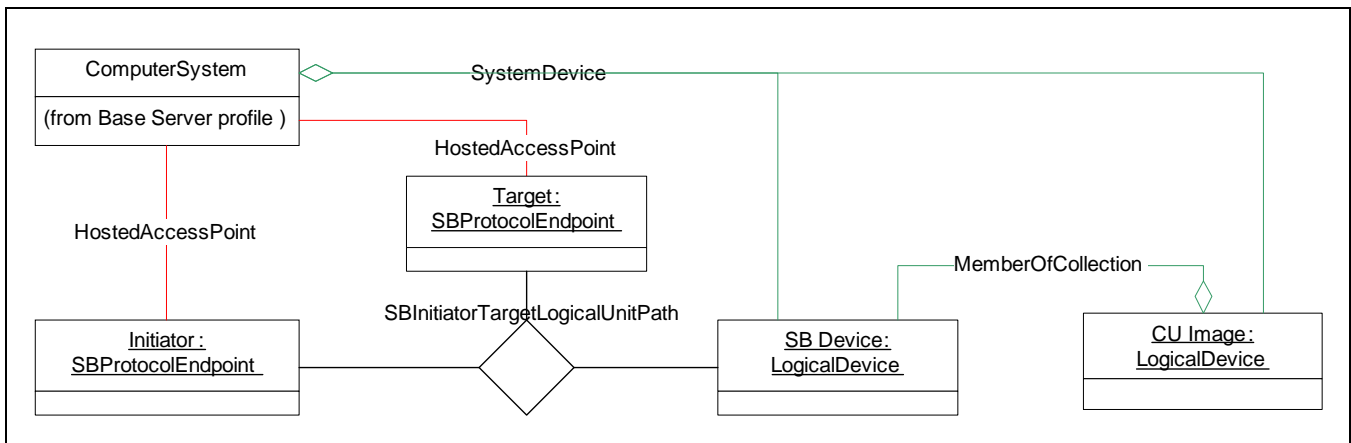 ComputerSystem
SystemDevice
(from Base Server profile )
HostedAccessPoint
Target:
SBProtocolEndpoint
HostedAccessPoint
MemberOfCollection
SBInitiatorTargetLogicalUnitPath
Initiator:
SBProtocolEndpoint
SB Device:
LogicalDevice
CU Image:
LogicalDevice